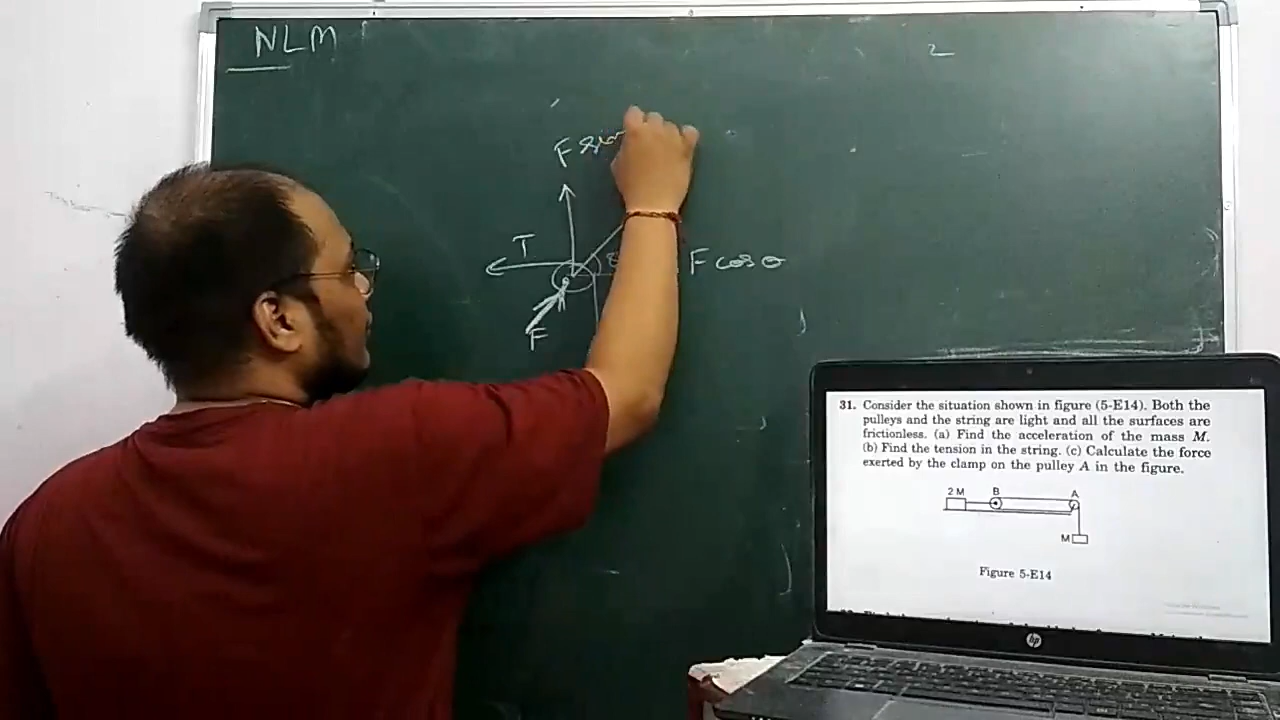 NLM
2
F sin
T
F cos θ
F
31. Consider the situation shown in figure (5-E14). Both the
pulleys and the string are light and all the surfaces are
frictionless. (a) Find the acceleration of the mass M.
(b) Find the tension in the string. (c) Calculate the force
exerted by the clamp on the pulley A in the figure.
2 M B A
M
Figure 5-E14
hp